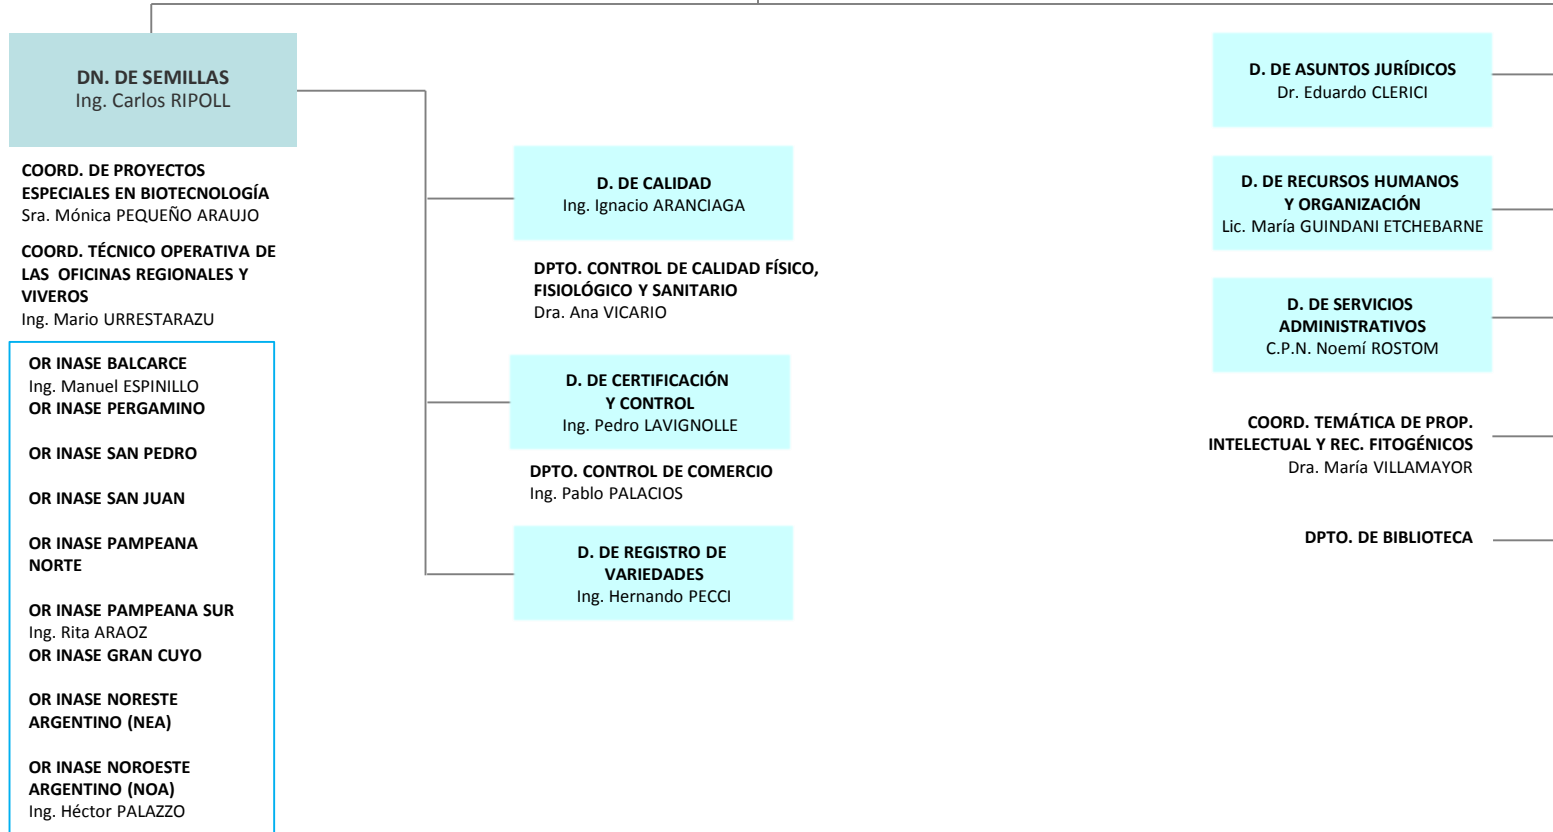 DN. DE SEMILLAS
Ing. Carlos RIPOLL
COORD. DE PROYECTOS
ESPECIALES EN BIOTECNOLOGÍA
Sra. Mónica PEQUEÑO ARAUJO
COORD. TÉCNICO OPERATIVA DE
LAS OFICINAS REGIONALES Y
VIVEROS
Ing. Mario URRESTARAZU
OR INASE BALCARCE
Ing. Manuel ESPINILLO
OR INASE PERGAMINO
OR INASE SAN PEDRO
OR INASE SAN JUAN
OR INASE PAMPEANA
NORTE
OR INASE PAMPEANA SUR
Ing. Rita ARAOZ
OR INASE GRAN CUYO
OR INASE NORESTE
ARGENTINO (NEA)
OR INASE NOROESTE
ARGENTINO (NOA)
Ing. Héctor PALAZZO
D. DE CALIDAD
Ing. Ignacio ARANCIAGA
DPTO. CONTROL DE CALIDAD FÍSICO,
FISIOLÓGICO Y SANITARIO
Dra. Ana VICARIO
D. DE CERTIFICACIÓN
Y CONTROL
Ing. Pedro LAVIGNOLLE
DPTO. CONTROL DE COMERCIO
Ing. Pablo PALACIOS
D. DE REGISTRO DE
VARIEDADES
Ing. Hernando PECCI
D. DE ASUNTOS JURÍDICOS
Dr. Eduardo CLERICI
D. DE RECURSOS HUMANOS
Y ORGANIZACIÓN
Lic. María GUINDANI ETCHEBARNE
D. DE SERVICIOS
ADMINISTRATIVOS
C.P.N. Noemí ROSTOM
COORD. TEMÁTICA DE PROP.
INTELECTUAL Y REC. FITOGÉNICOS
Dra. María VILLAMAYOR
DPTO. DE BIBLIOTECA